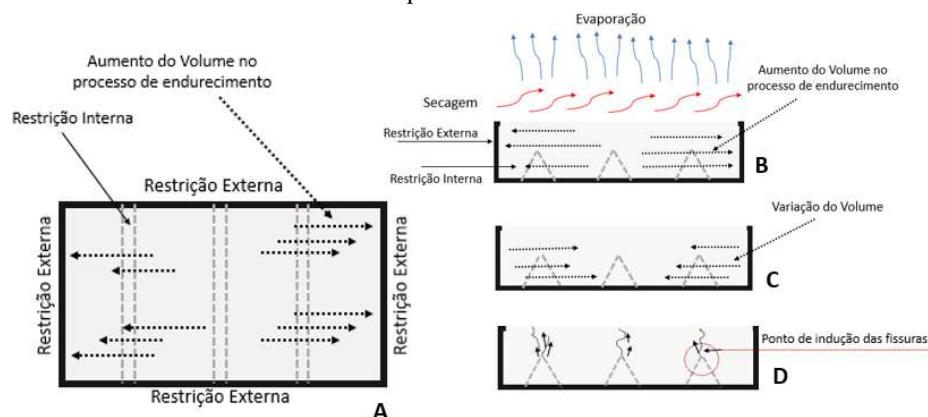 Aumento do Volume no
processo de endurecimento
Restrição Interna
Restrição Externa
Restrição Externa
Restrição Externa
Restrição Externa
A
Evaporação
Secagem
Aumento do Volume no
processo de endurecimento
Restrição Externa
Restrição Interna
B
Variação do Volume
C
Ponto de indução das fissuras
D